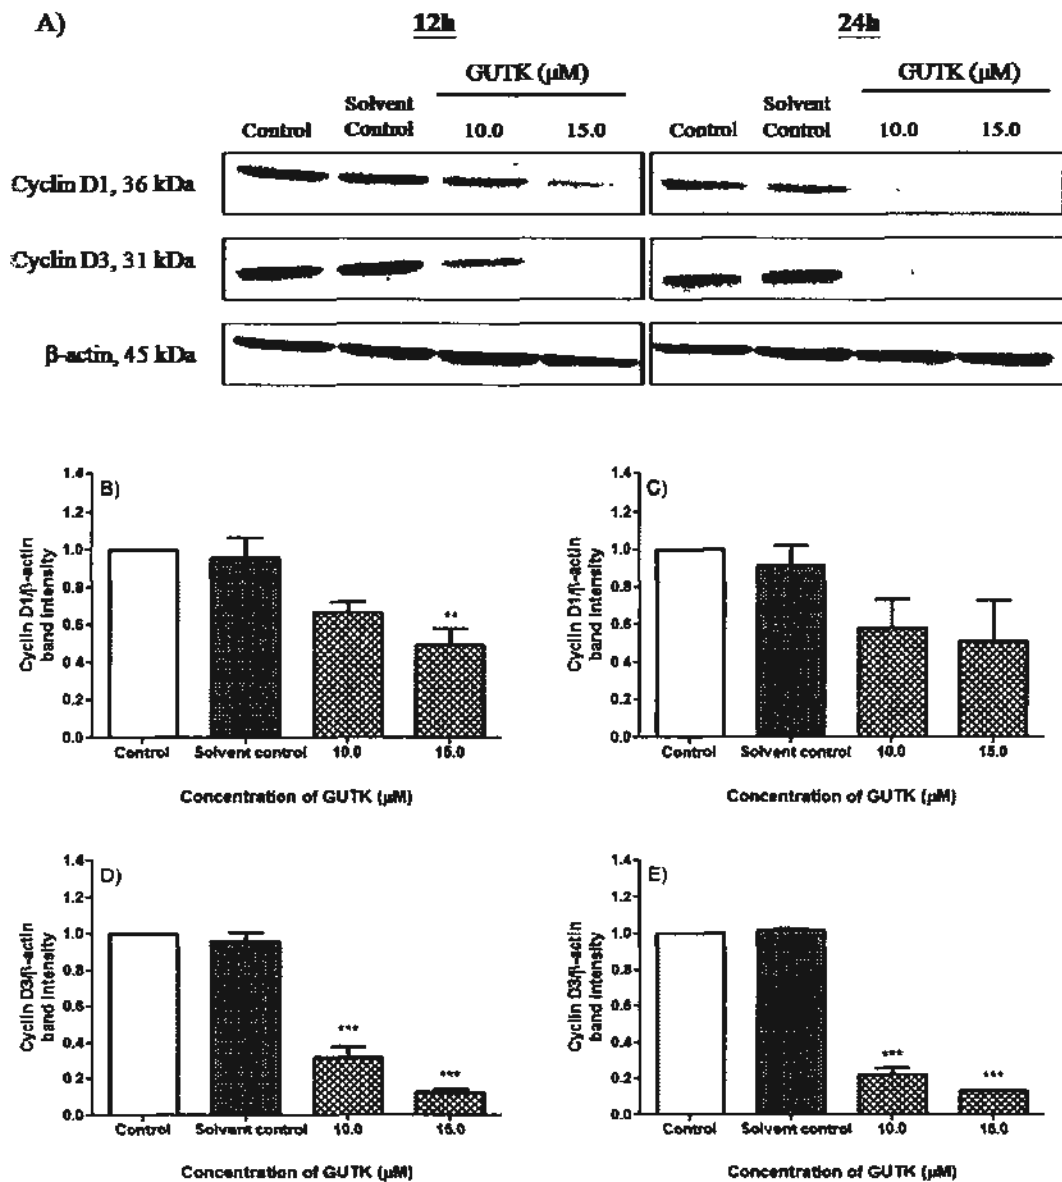 A)
12h
24h
GUTK (µM)
GUTK (µM)
Control
Solvent
Control
10.0
15.0
Control
Solvent
Control
10.0
15.0
Cyclin D1, 36 kDa
Cyclin D3, 31 kDa
β-actin, 45 kDa
B)
Cyclin D1/β-actin
band intensity
1.4
1.2
1.0
0.8
0.6
0.4
0.2
0.0
**
Control
Solvent control
10.0
15.0
Concentration of GUTK (µM)
C)
Cyclin D1/β-actin
band intensity
1.4
1.2
1.0
0.8
0.6
0.4
0.2
0.0
Control
Solvent control
10.0
15.0
Concentration of GUTK (µM)
D)
Cyclin D3/β-actin
band intensity
1.4
1.2
1.0
0.8
0.6
0.4
0.2
0.0
***
***
Control
Solvent control
10.0
15.0
Concentration of GUTK (µM)
E)
Cyclin D3/β-actin
band intensity
1.4
1.2
1.0
0.8
0.6
0.4
0.2
0.0
***
***
Control
Solvent control
10.0
15.0
Concentration of GUTK (µM)